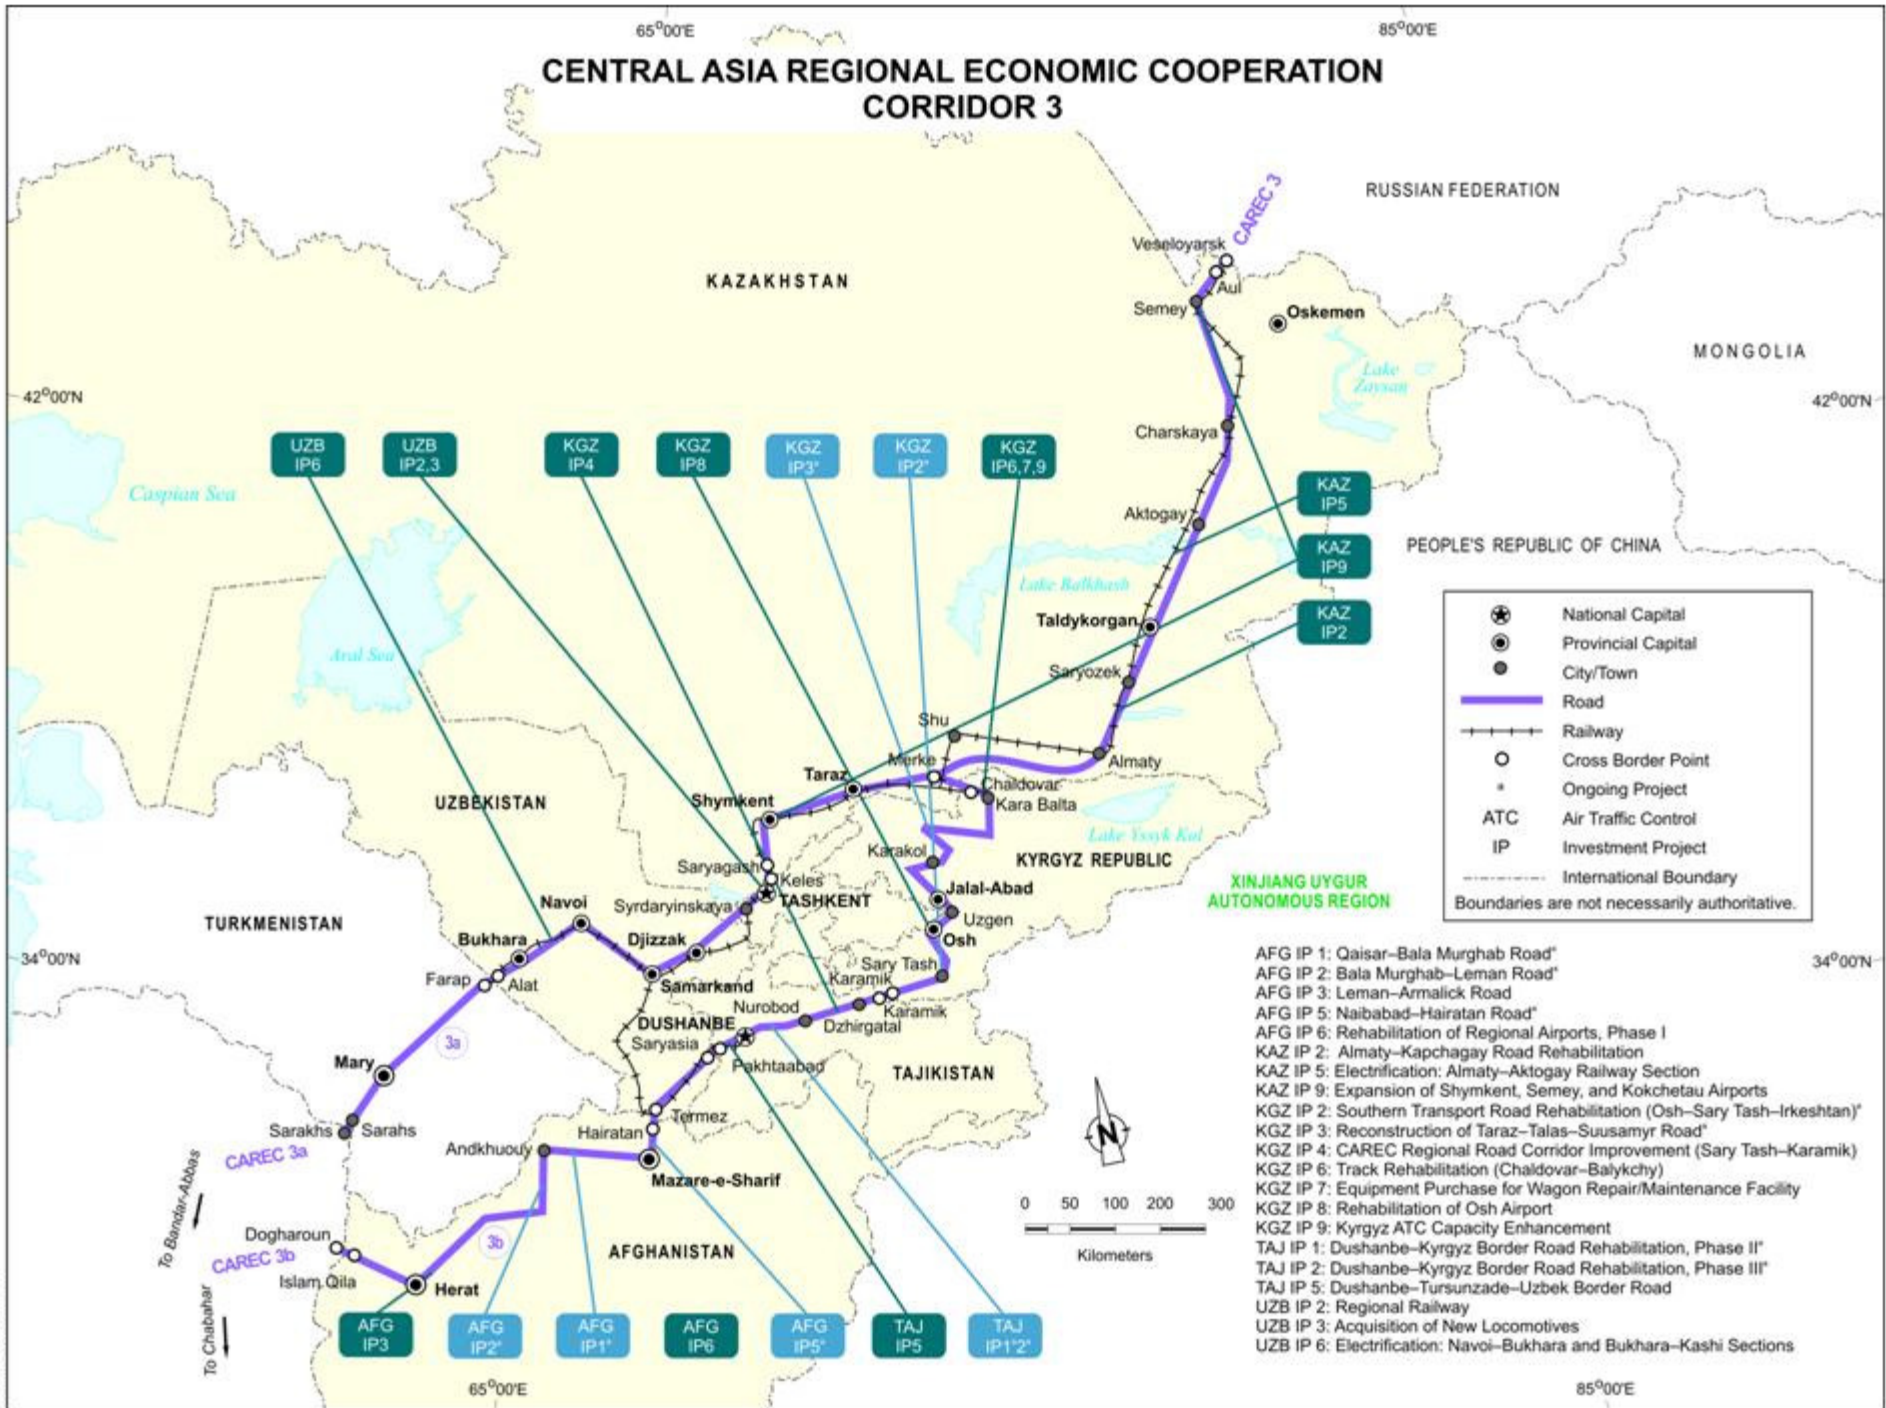 65°00'E
85°00'E
CENTRAL ASIA REGIONAL ECONOMIC COOPERATION
CORRIDOR 3
RUSSIAN FEDERATION
CAREC 3
Veseloyarsk
KAZAKHSTAN
Aul
Semey
Oskemen
MONGOLIA
Lake
Zaysan
42°00'N
42°00'N
Charskaya
UZB
IP6
UZB
IP2,3
KGZ
IP4
KGZ
IP8
KGZ
IP3*
KGZ
IP2*
KGZ
IP6,7,9
KAZ
IP5
Caspian Sea
Aktogay
KAZ
IP9
PEOPLE'S REPUBLIC OF CHINA
Lake Balkhash
KAZ
IP2
Taldykorgan
Aral Sea
Saryozek
National Capital
Provincial Capital
City/Town
Road
Railway
Cross Border Point
* Ongoing Project
ATC Air Traffic Control
IP Investment Project
International Boundary
Boundaries are not necessarily authoritative.
Shu
Merke
Almaty
Taraz
Chaldovar
Kara Balta
UZBEKISTAN
Shymkent
Lake Yssyk Kul
Karakol
KYRGYZ REPUBLIC
Saryagash
Keles
XINJIANG UYGUR
AUTONOMOUS REGION
Jalal-Abad
TASHKENT
Navoi
Syrdaryinskaya
Uzgen
TURKMENISTAN
Bukhara
Djizzak
Osh
34°00'N
34°00'N
Farap
Alat
Samarkand
Sary Tash
Karamik
Nurobod
Karamik
DUSHANBE
Dzhirgatal
Saryasia
3a
Pakhtaabad
TAJIKISTAN
Mary
Termez
Sarakhs
Sarahs
Hairatan
CAREC 3a
Andkhuouy
Mazare-e-Sharif
N
To Bandar-Abbas
0 50 100 200 300
Kilometers
Dogharoun
CAREC 3b
3b
AFGHANISTAN
Islam Qila
Herat
To Chabahar
AFG
IP3
AFG
IP2*
AFG
IP1*
AFG
IP6
AFG
IP5*
TAJ
IP5
TAJ
IP1*2*
AFG IP 1: Qaisar–Bala Murghab Road*
AFG IP 2: Bala Murghab–Leman Road*
AFG IP 3: Leman–Armalick Road
AFG IP 5: Naibabad–Hairatan Road*
AFG IP 6: Rehabilitation of Regional Airports, Phase I
KAZ IP 2: Almaty–Kapchagay Road Rehabilitation
KAZ IP 5: Electrification: Almaty–Aktogay Railway Section
KAZ IP 9: Expansion of Shymkent, Semey, and Kokchetau Airports
KGZ IP 2: Southern Transport Road Rehabilitation (Osh–Sary Tash–Irkeshtan)*
KGZ IP 3: Reconstruction of Taraz–Talas–Suusamyr Road*
KGZ IP 4: CAREC Regional Road Corridor Improvement (Sary Tash–Karamik)
KGZ IP 6: Track Rehabilitation (Chaldovar–Balykchy)
KGZ IP 7: Equipment Purchase for Wagon Repair/Maintenance Facility
KGZ IP 8: Rehabilitation of Osh Airport
KGZ IP 9: Kyrgyz ATC Capacity Enhancement
TAJ IP 1: Dushanbe–Kyrgyz Border Road Rehabilitation, Phase II*
TAJ IP 2: Dushanbe–Kyrgyz Border Road Rehabilitation, Phase III*
TAJ IP 5: Dushanbe–Tursunzade–Uzbek Border Road
UZB IP 2: Regional Railway
UZB IP 3: Acquisition of New Locomotives
UZB IP 6: Electrification: Navoi–Bukhara and Bukhara–Kashi Sections
65°00'E
85°00'E